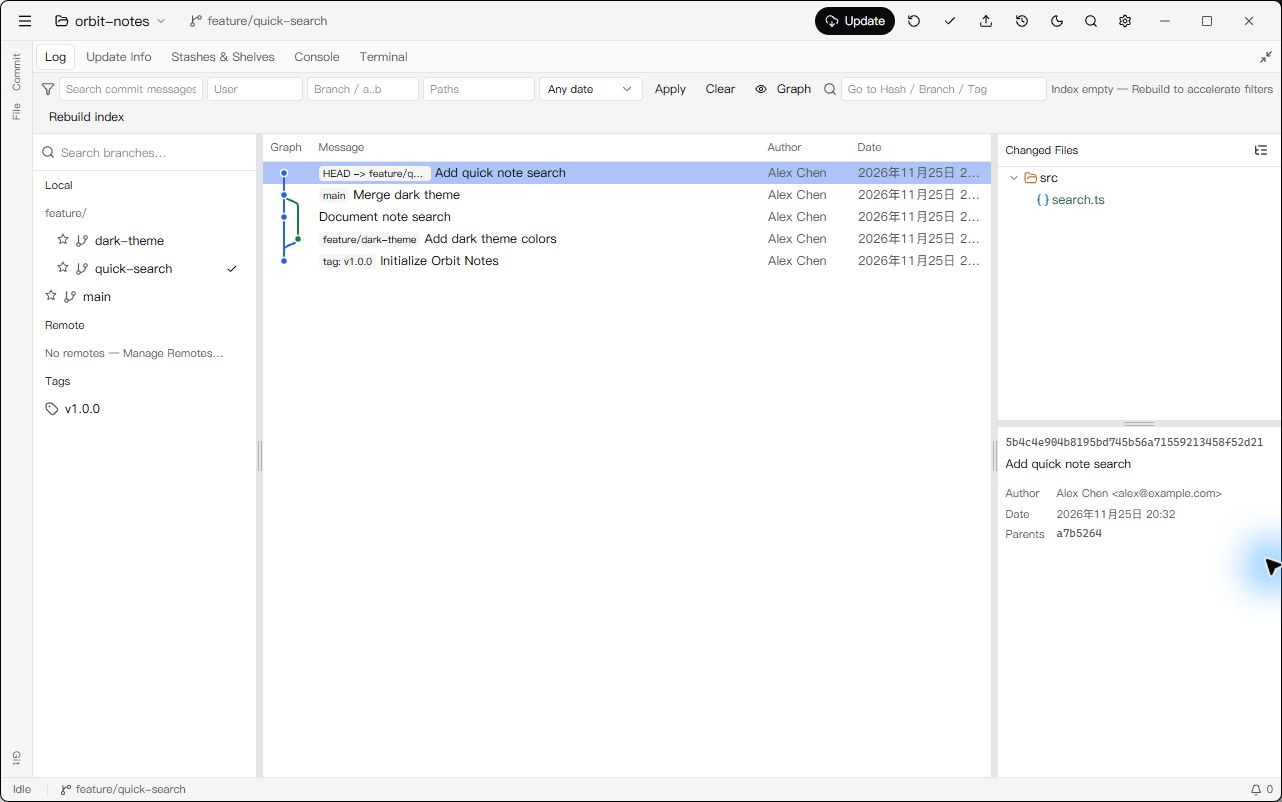 orbit-notes
feature/quick-search
Update
Commit
File
Git
Log
Update Info
Stashes & Shelves
Console
Terminal
Search commit messages
User
Branch / a..b
Paths
Any date
Apply
Clear
Graph
Go to Hash / Branch / Tag
Index empty — Rebuild to accelerate filters
Rebuild index
Search branches...
Local
feature/
dark-theme
quick-search
main
Remote
No remotes — Manage Remotes...
Tags
v1.0.0
Graph Message Author Date
HEAD -> feature/q... Add quick note search Alex Chen 2026年11月25日 2...
main Merge dark theme Alex Chen 2026年11月25日 2...
Document note search Alex Chen 2026年11月25日 2...
feature/dark-theme Add dark theme colors Alex Chen 2026年11月25日 2...
tag: v1.0.0 Initialize Orbit Notes Alex Chen 2026年11月25日 2...
Changed Files
src
{ } search.ts
5b4c4e904b8195bd745b56a71559213458f52d21
Add quick note search
Author Alex Chen <alex@example.com>
Date 2026年11月25日 20:32
Parents a7b5264
Idle
feature/quick-search
0